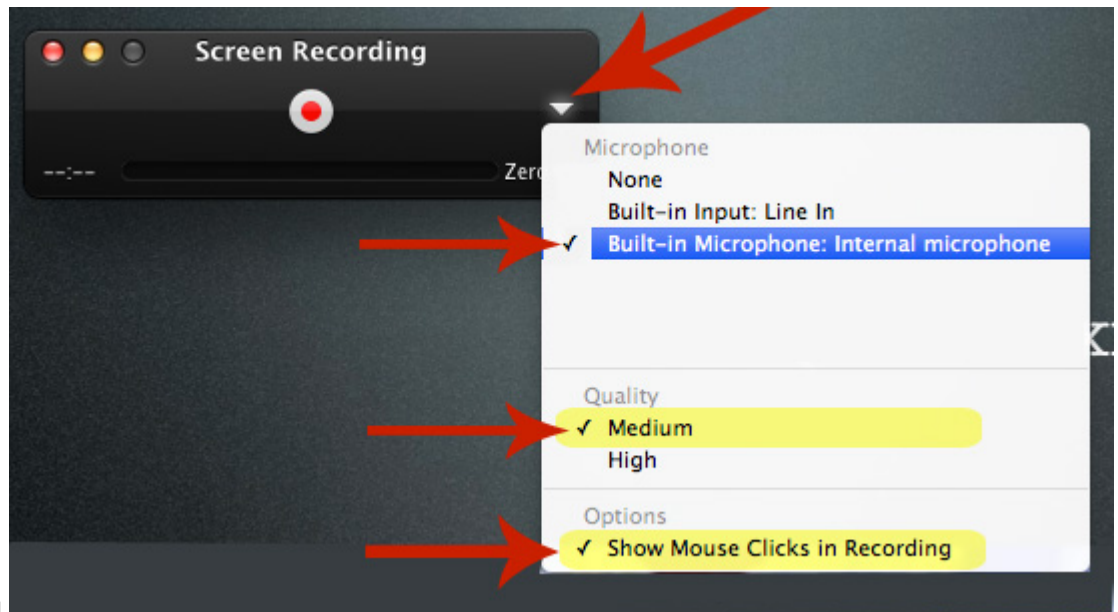 Screen Recording
--:--
Zero
Microphone
None
Built-in Input: Line In
✓ Built-in Microphone: Internal microphone
Quality
✓ Medium
High
Options
✓ Show Mouse Clicks in Recording